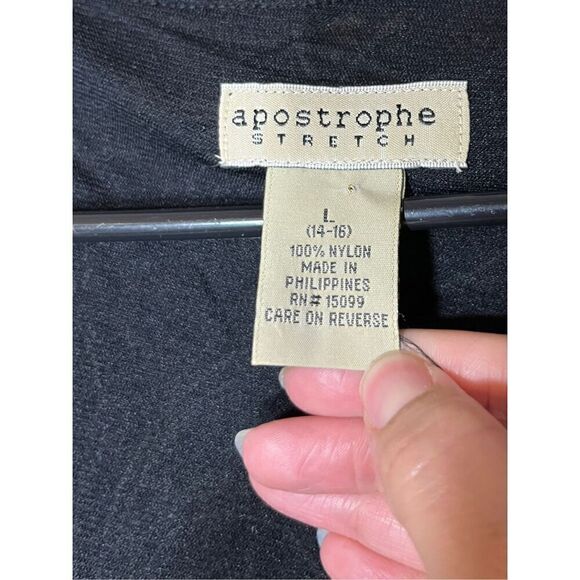 apostrophe
STRETCH
L
(14-16)
100% NYLON
MADE IN
PHILIPPINES
RN# 15099
CARE ON REVERSE